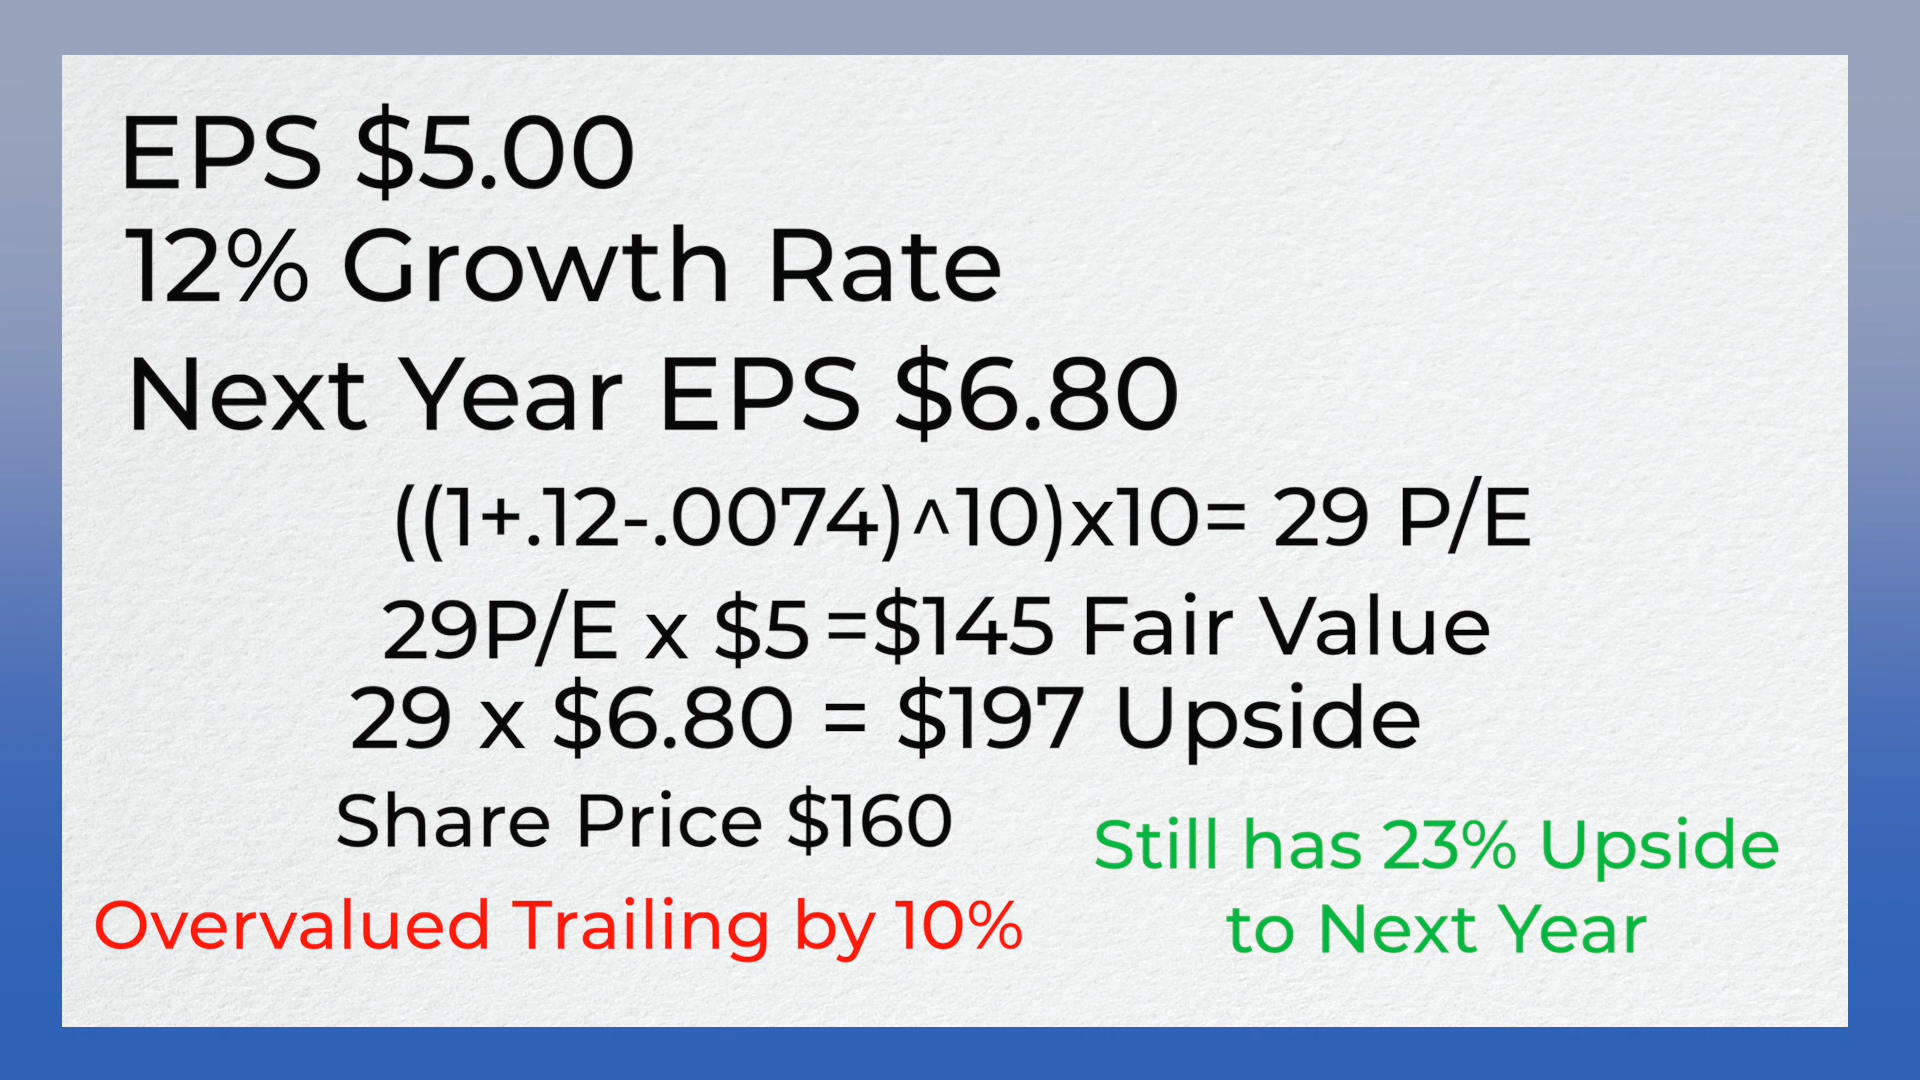 EPS $5.00
12% Growth Rate
Next Year EPS $6.80
((1+.12-.0074)^10)x10= 29 P/E
29P/E x $5=$145 Fair Value
29 x $6.80 = $197 Upside
Share Price $160
Overvalued Trailing by 10%
Still has 23% Upside
to Next Year